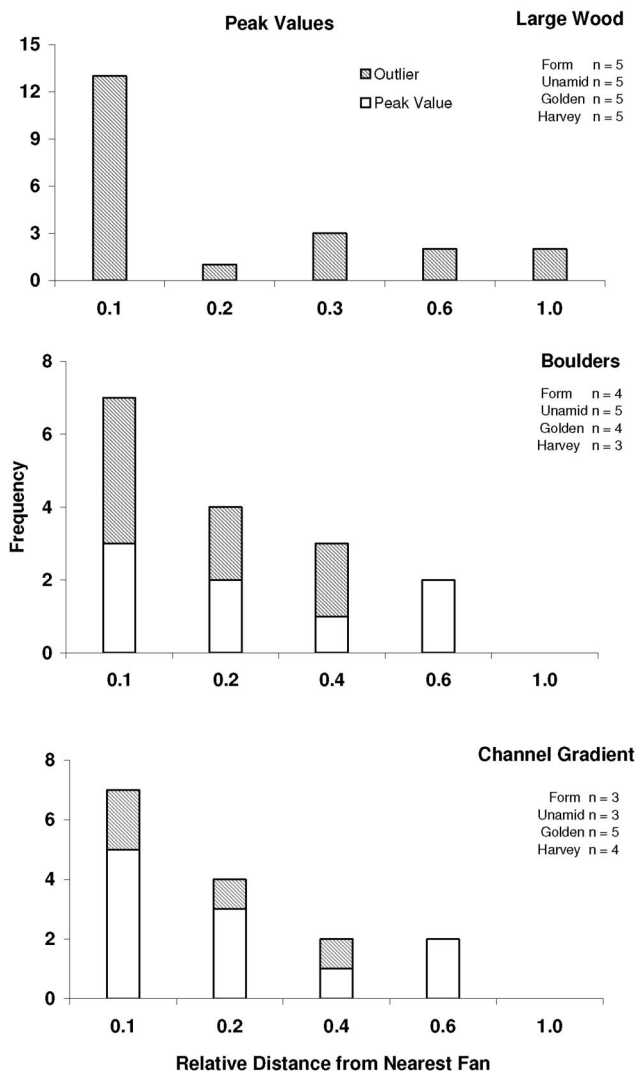 Peak Values
Large Wood
Form n = 5
Unamid n = 5
Golden n = 5
Harvey n = 5
Outlier
Peak Value
15
12
9
6
3
0
0.1 0.2 0.3 0.6 1.0
Boulders
Form n = 4
Unamid n = 5
Golden n = 4
Harvey n = 3
Frequency
8
6
4
2
0
0.1 0.2 0.4 0.6 1.0
Channel Gradient
Form n = 3
Unamid n = 3
Golden n = 5
Harvey n = 4
8
6
4
2
0
0.1 0.2 0.4 0.6 1.0
Relative Distance from Nearest Fan